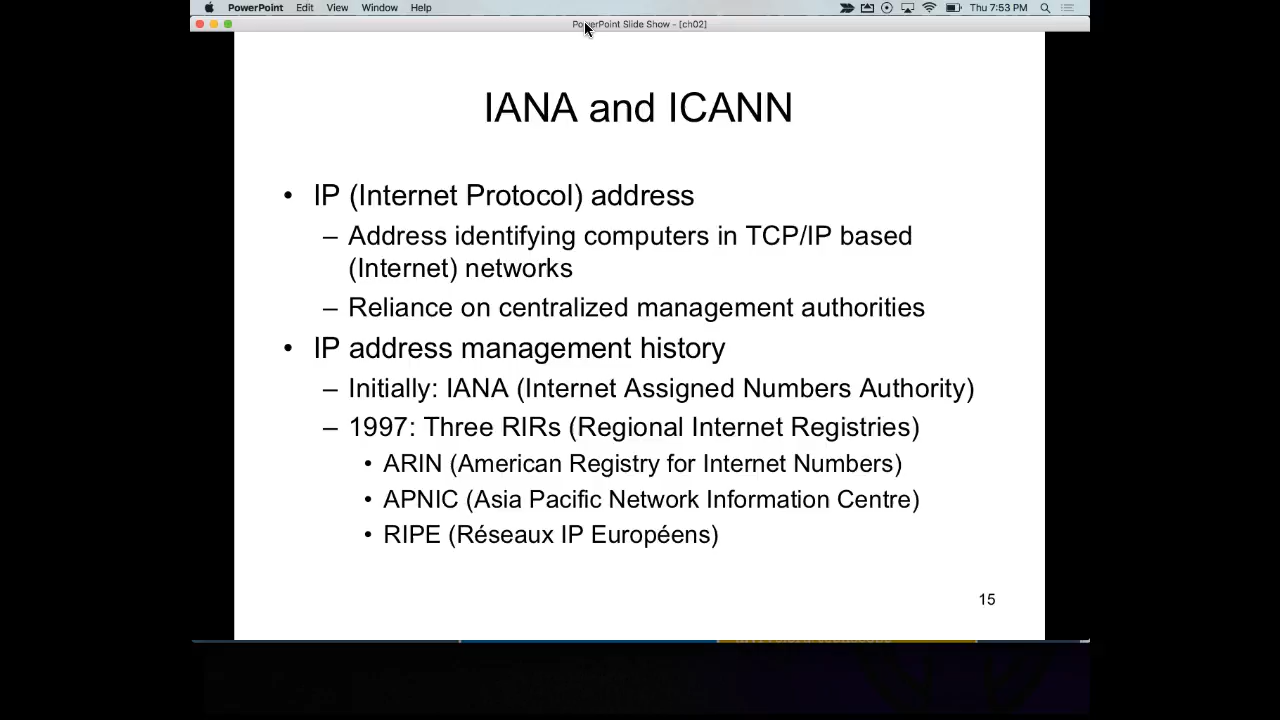 PowerPoint Edit View Window Help Thu 7:53 PM
PowerPoint Slide Show - [ch02]
IANA and ICANN
• IP (Internet Protocol) address
– Address identifying computers in TCP/IP based
(Internet) networks
– Reliance on centralized management authorities
• IP address management history
– Initially: IANA (Internet Assigned Numbers Authority)
– 1997: Three RIRs (Regional Internet Registries)
• ARIN (American Registry for Internet Numbers)
• APNIC (Asia Pacific Network Information Centre)
• RIPE (Réseaux IP Européens)
15